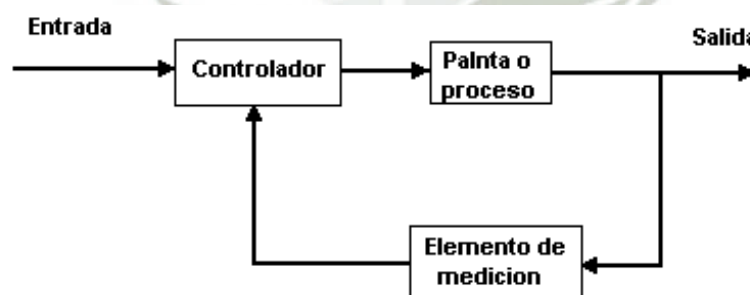 Entrada
Controlador
Palnta o
proceso
Salida
Elemento de
medicion